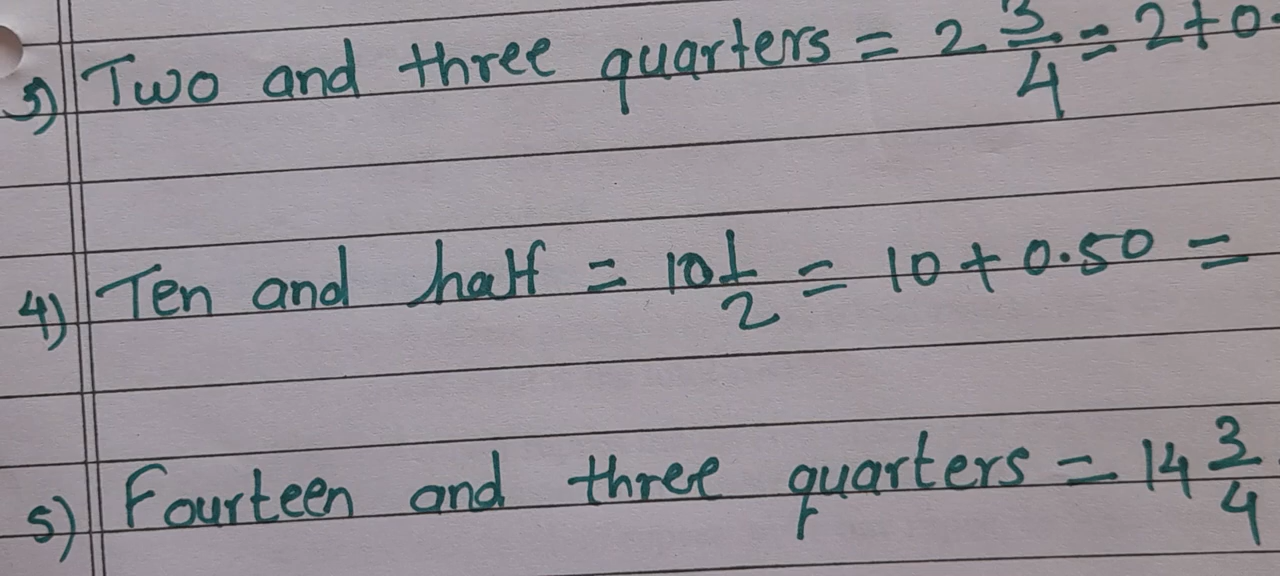 3) Two and three quarters = 2 3/4 = 2+0.
4) Ten and half = 10 1/2 = 10 + 0.50 =
5) Fourteen and three quarters = 14 3/4